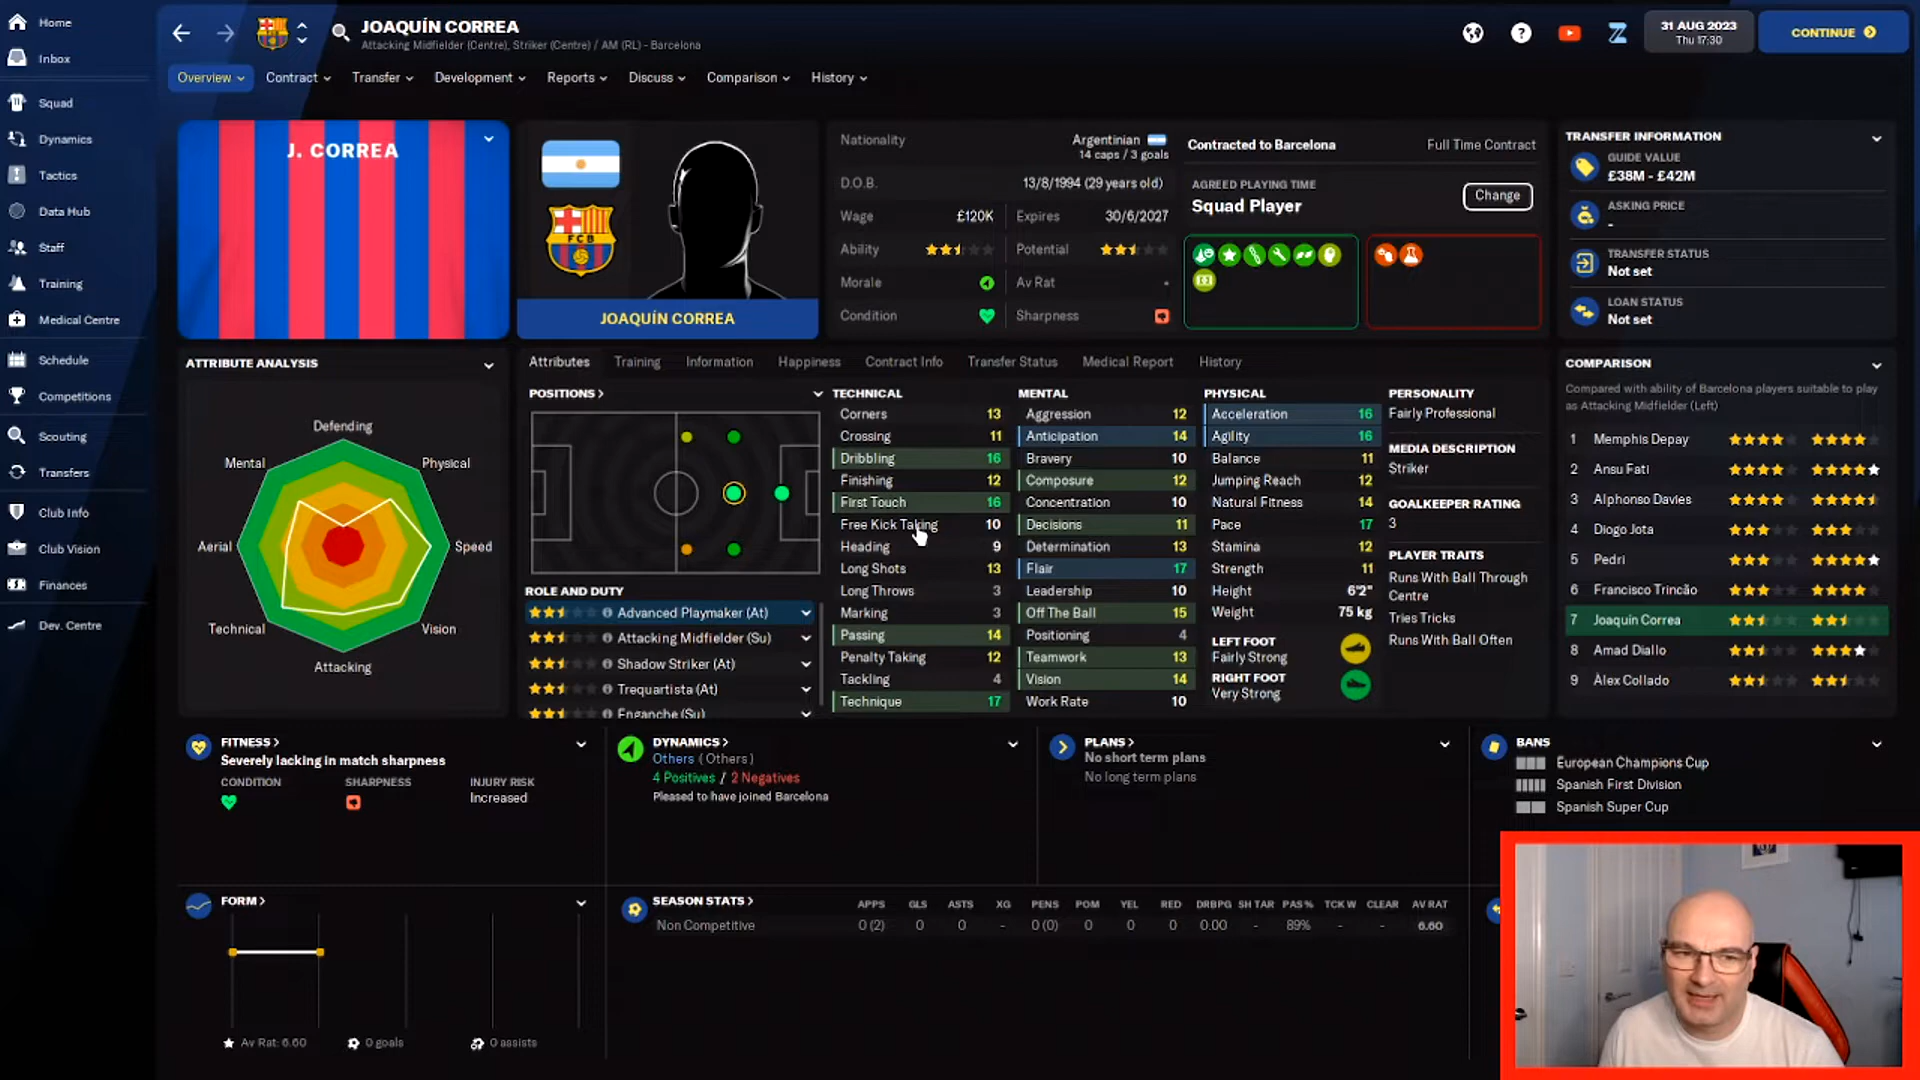 Home
Inbox
Squad
Dynamics
Tactics
Data Hub
Staff
Training
Medical Centre
Schedule
Competitions
Scouting
Transfers
Club Info
Club Vision
Finances
Dev. Centre
JOAQUÍN CORREA
Attacking Midfielder (Centre), Striker (Centre) / AM (RL) - Barcelona
31 AUG 2023
Thu 17:30
CONTINUE
Overview Contract Transfer Development Reports Discuss Comparison History
J. CORREA
FCB
JOAQUÍN CORREA
Nationality Argentinian
14 caps / 3 goals
D.O.B. 13/8/1994 (29 years old)
Wage £120K Expires 30/6/2027
Ability Potential
Morale Av Rat -
Condition Sharpness
Contracted to Barcelona Full Time Contract
AGREED PLAYING TIME
Squad Player
Change
TRANSFER INFORMATION
GUIDE VALUE
£38M - £42M
ASKING PRICE
-
TRANSFER STATUS
Not set
LOAN STATUS
Not set
ATTRIBUTE ANALYSIS
Defending
Mental Physical
Aerial Speed
Technical Vision
Attacking
Attributes Training Information Happiness Contract Info Transfer Status Medical Report History
POSITIONS >
ROLE AND DUTY
Advanced Playmaker (At)
Attacking Midfielder (Su)
Shadow Striker (At)
Trequartista (At)
Enganche (Su)
TECHNICAL
Corners 13
Crossing 11
Dribbling 16
Finishing 12
First Touch 16
Free Kick Taking 10
Heading 9
Long Shots 13
Long Throws 3
Marking 3
Passing 14
Penalty Taking 12
Tackling 4
Technique 17
MENTAL
Aggression 12
Anticipation 14
Bravery 10
Composure 12
Concentration 10
Decisions 11
Determination 13
Flair 17
Leadership 10
Off The Ball 15
Positioning 4
Teamwork 13
Vision 14
Work Rate 10
PHYSICAL
Acceleration 16
Agility 16
Balance 11
Jumping Reach 12
Natural Fitness 14
Pace 17
Stamina 12
Strength 11
Height 6'2"
Weight 75 kg
LEFT FOOT
Fairly Strong
RIGHT FOOT
Very Strong
PERSONALITY
Fairly Professional
MEDIA DESCRIPTION
Striker
GOALKEEPER RATING
3
PLAYER TRAITS
Runs With Ball Through
Centre
Tries Tricks
Runs With Ball Often
COMPARISON
Compared with ability of Barcelona players suitable to play
as Attacking Midfielder (Left)
1 Memphis Depay
2 Ansu Fati
3 Alphonso Davies
4 Diogo Jota
5 Pedri
6 Francisco Trincão
7 Joaquín Correa
8 Amad Diallo
9 Álex Collado
FITNESS >
Severely lacking in match sharpness
CONDITION SHARPNESS INJURY RISK
Increased
DYNAMICS >
Others ( Others )
4 Positives / 2 Negatives
Pleased to have joined Barcelona
PLANS >
No short term plans
No long term plans
BANS
European Champions Cup
Spanish First Division
Spanish Super Cup
FORM >
Av Rat: 6.60 0 goals 0 assists
SEASON STATS > APPS GLS ASTS XG PENS POM YEL RED DRBPG SH TAR PAS % TCK W CLEAR AV RAT
Non Competitive 0 (2) 0 0 - 0 (0) 0 0 0 0.00 - 89% - - 6.60